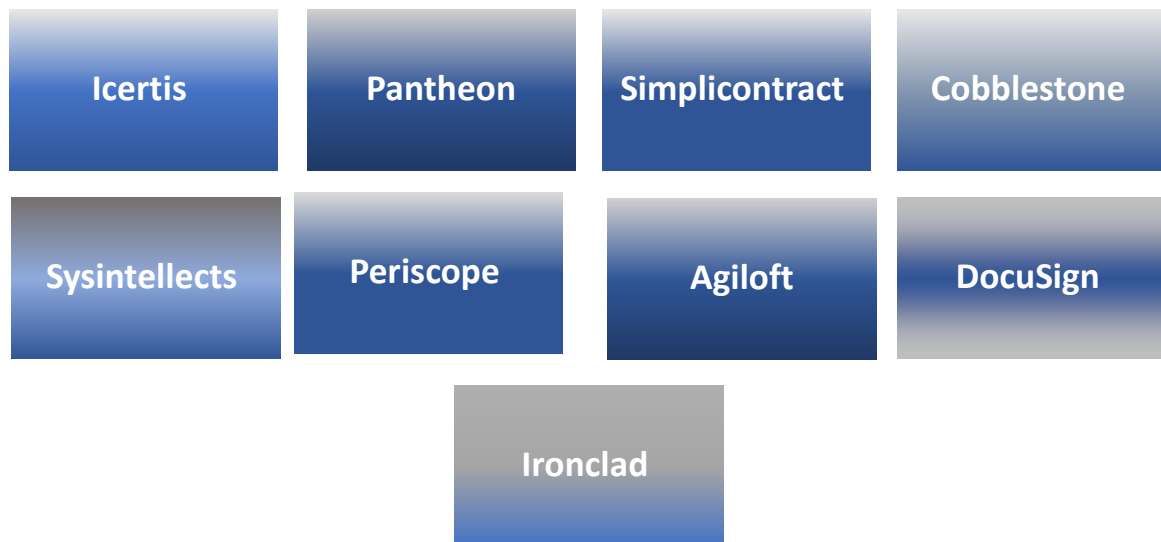 Icertis
Pantheon
Simplicontract
Cobblestone
Sysintellects
Periscope
Agiloft
DocuSign
Ironclad